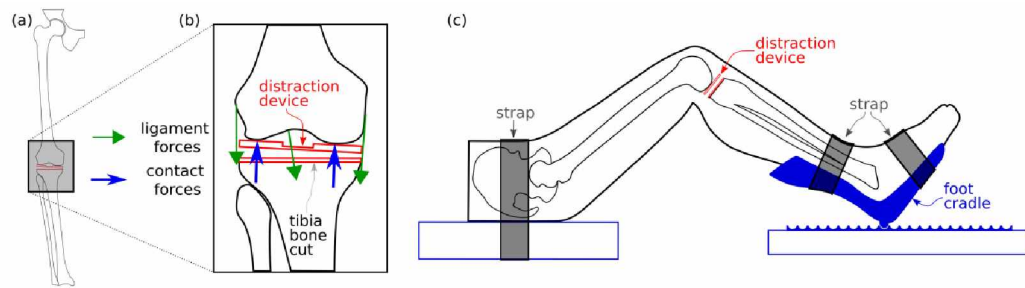 (a)
(b)
distraction
device
ligament
forces
contact
forces
tibia
bone
cut
(c)
distraction
device
strap
strap
foot
cradle